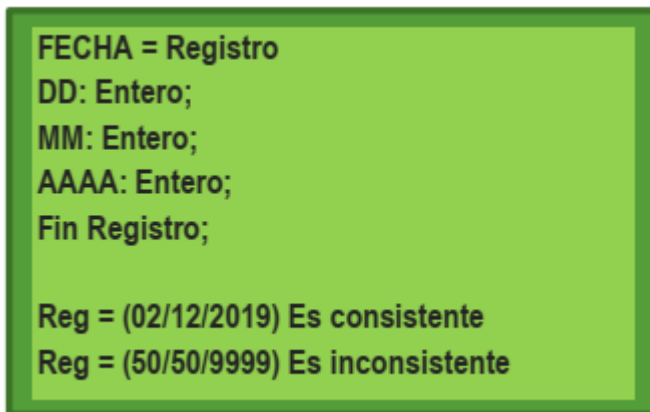 FECHA = Registro
DD: Entero;
MM: Entero;
AAAA: Entero;
Fin Registro;
Reg = (02/12/2019) Es consistente
Reg = (50/50/9999) Es inconsistente